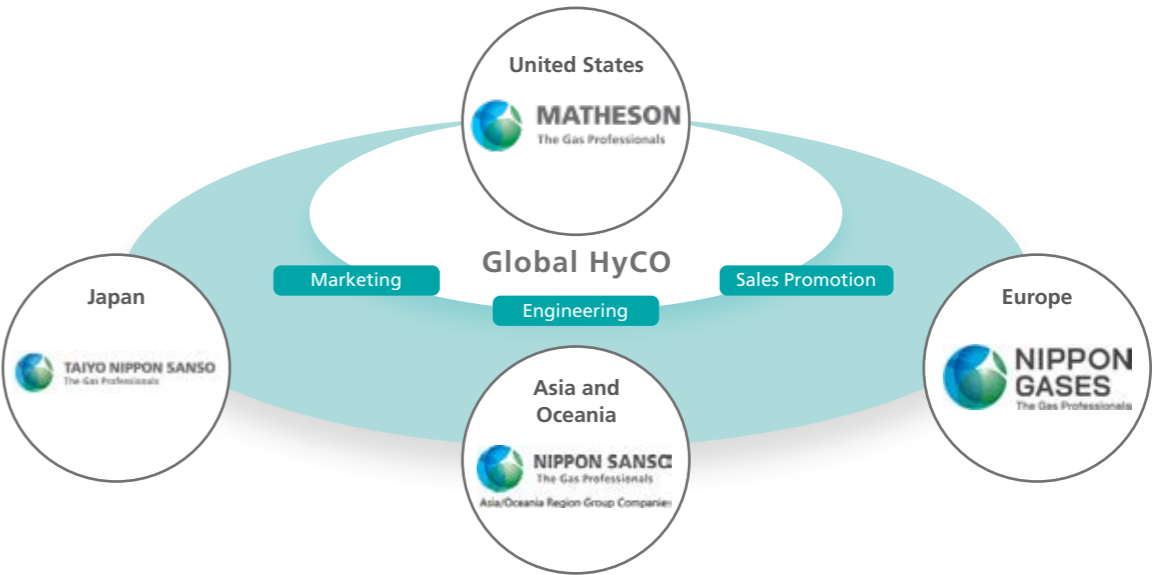 United States
MATHESON
The Gas Professionals
Global HyCO
Marketing
Sales Promotion
Engineering
Japan
TAIYO NIPPON SANSO
The Gas Professionals
Europe
NIPPON
GASES
The Gas Professionals
Asia and
Oceania
NIPPON SANSO
The Gas Professionals
Asia/Oceania Region Group Companies